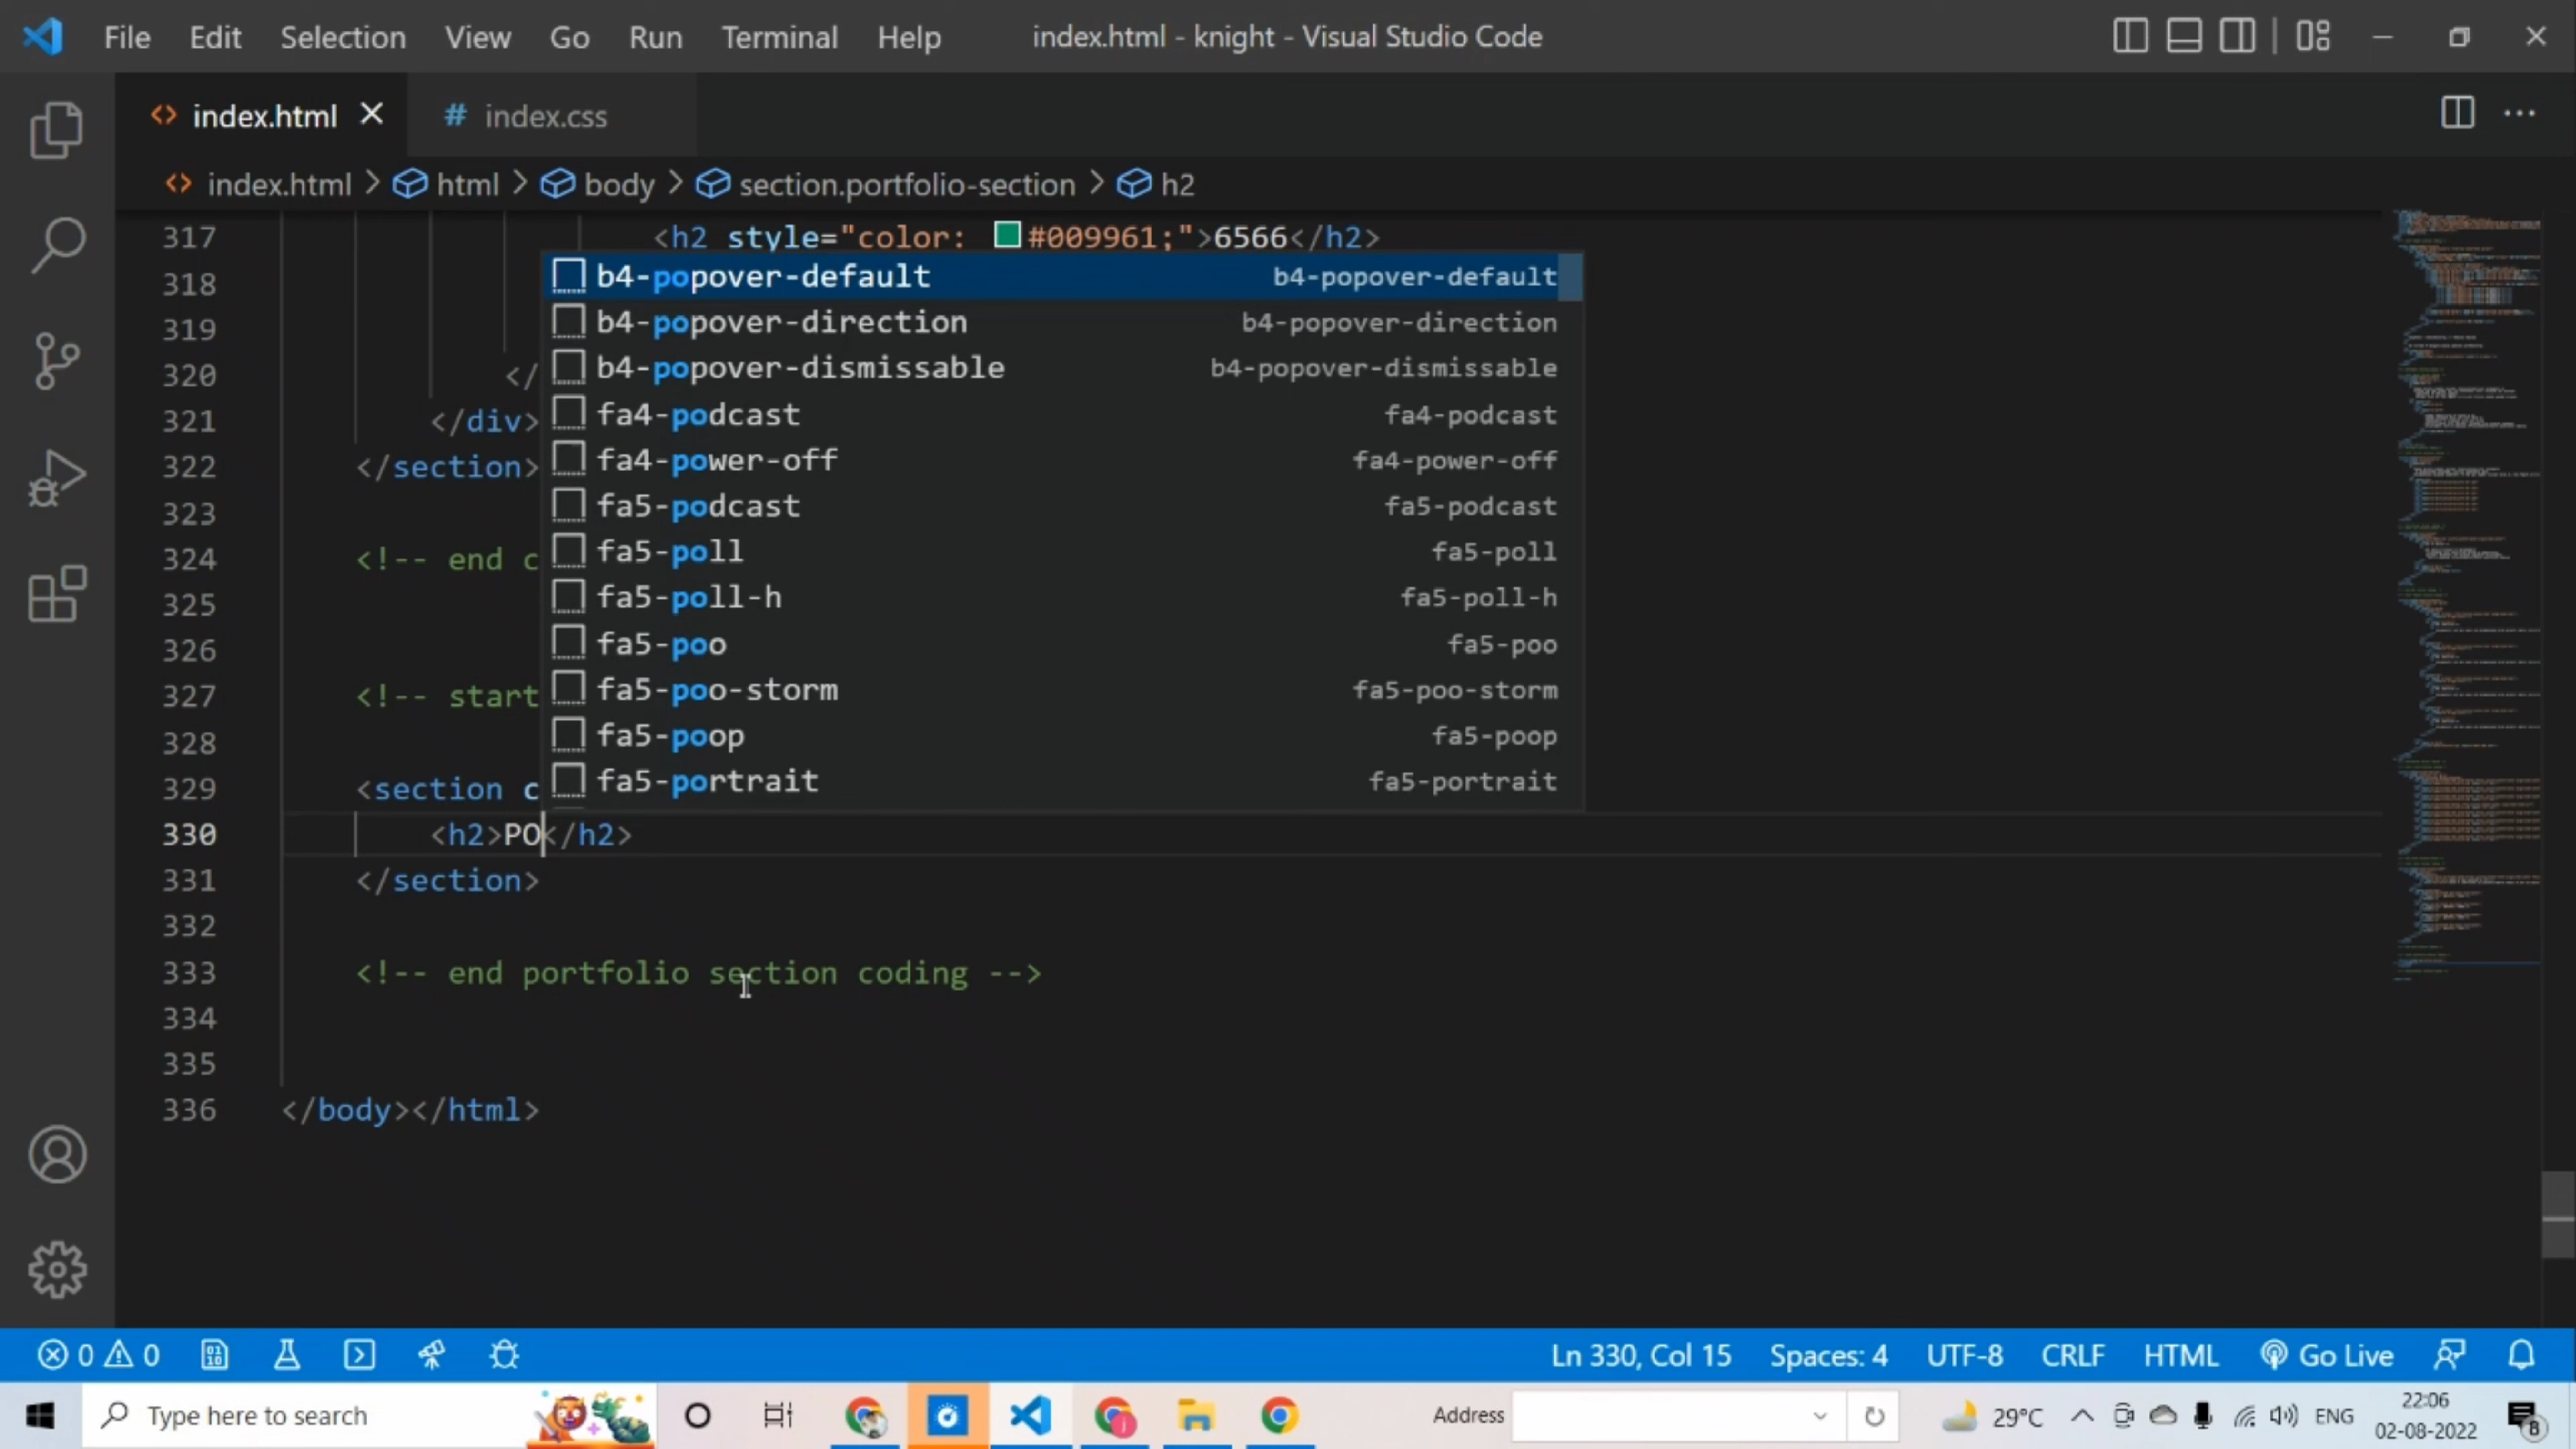 File Edit Selection View Go Run Terminal Help index.html - knight - Visual Studio Code
index.html # index.css
index.html > html > body > section.portfolio-section > h2
317 <h2 style="color: #009961;">6566</h2>
318 b4-popover-default b4-popover-default
319 b4-popover-direction b4-popover-direction
320 </ b4-popover-dismissable b4-popover-dismissable
321 </div> fa4-podcast fa4-podcast
322 </section> fa4-power-off fa4-power-off
323 fa5-podcast fa5-podcast
324 <!-- end c fa5-poll fa5-poll
325 fa5-poll-h fa5-poll-h
326 fa5-poo fa5-poo
327 <!-- start fa5-poo-storm fa5-poo-storm
328 fa5-poop fa5-poop
329 <section c fa5-portrait fa5-portrait
330 <h2>PO</h2>
331 </section>
332
333 <!-- end portfolio section coding -->
334
335
336 </body></html>
0 0 Ln 330, Col 15 Spaces: 4 UTF-8 CRLF HTML Go Live
Type here to search Address 29°C ENG 22:06
02-08-2022 8